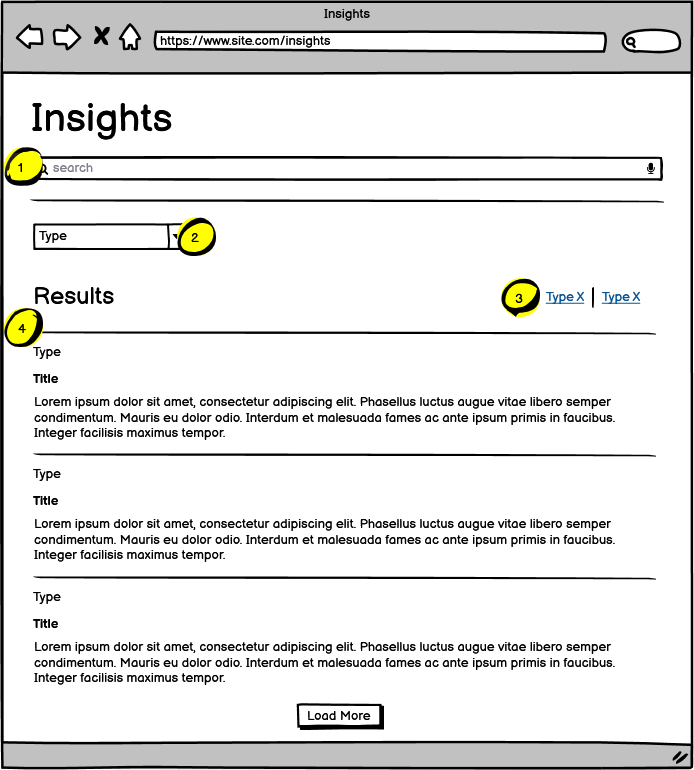 Insights
https://www.site.com/insights
Insights
1
search
Type
2
Results
3
Type X
Type X
4
Type
Title
Lorem ipsum dolor sit amet, consectetur adipiscing elit. Phasellus luctus augue vitae libero semper
condimentum. Mauris eu dolor odio. Interdum et malesuada fames ac ante ipsum primis in faucibus.
Integer facilisis maximus tempor.
Type
Title
Lorem ipsum dolor sit amet, consectetur adipiscing elit. Phasellus luctus augue vitae libero semper
condimentum. Mauris eu dolor odio. Interdum et malesuada fames ac ante ipsum primis in faucibus.
Integer facilisis maximus tempor.
Type
Title
Lorem ipsum dolor sit amet, consectetur adipiscing elit. Phasellus luctus augue vitae libero semper
condimentum. Mauris eu dolor odio. Interdum et malesuada fames ac ante ipsum primis in faucibus.
Integer facilisis maximus tempor.
Load More